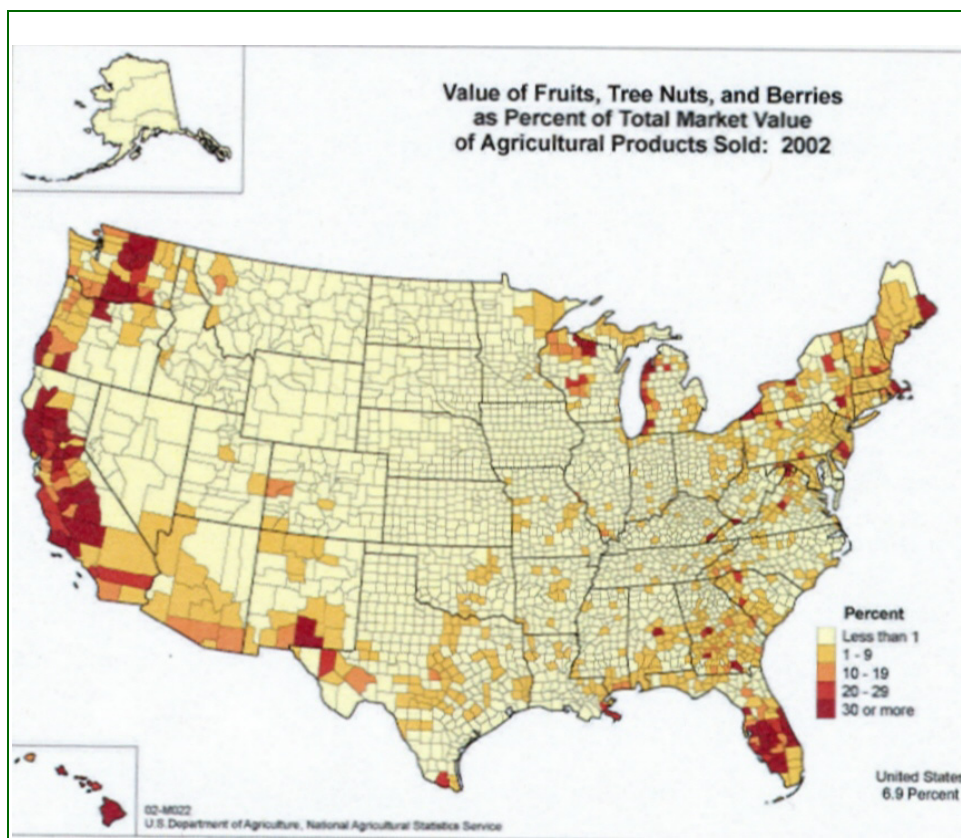 Value of Fruits, Tree Nuts, and Berries
as Percent of Total Market Value
of Agricultural Products Sold: 2002
Percent
Less than 1
1 - 9
10 - 19
20 - 29
30 or more
United States
6.9 Percent
02-M022
U.S.Department of Agriculture, National Agricultural Statistics Service